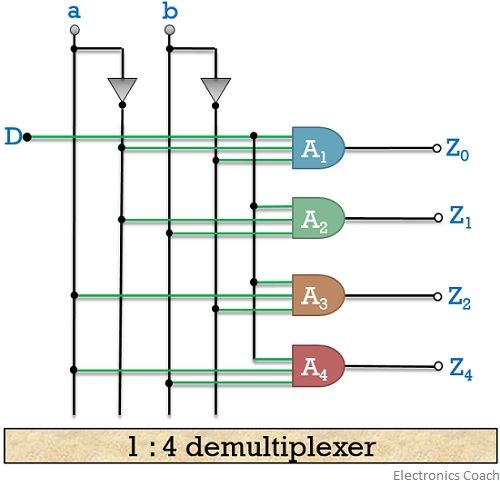 a b
D
A1 Z0
A2 Z1
A3 Z2
A4 Z4
1 : 4 demultiplexer
Electronics Coach